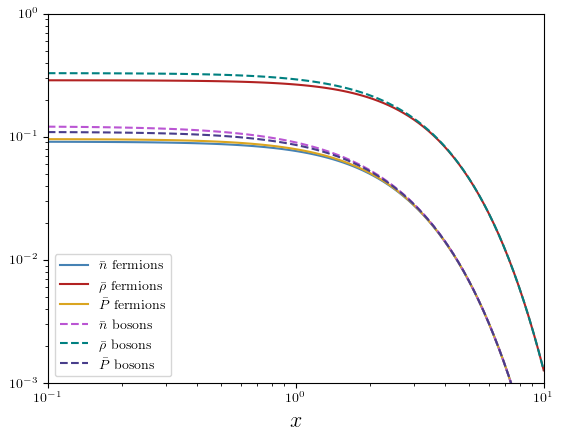 10⁰
10⁻¹
10⁻²
10⁻³
n̄ fermions
ρ̄ fermions
P̄ fermions
n̄ bosons
ρ̄ bosons
P̄ bosons
10⁻¹ 10⁰ 10¹
x